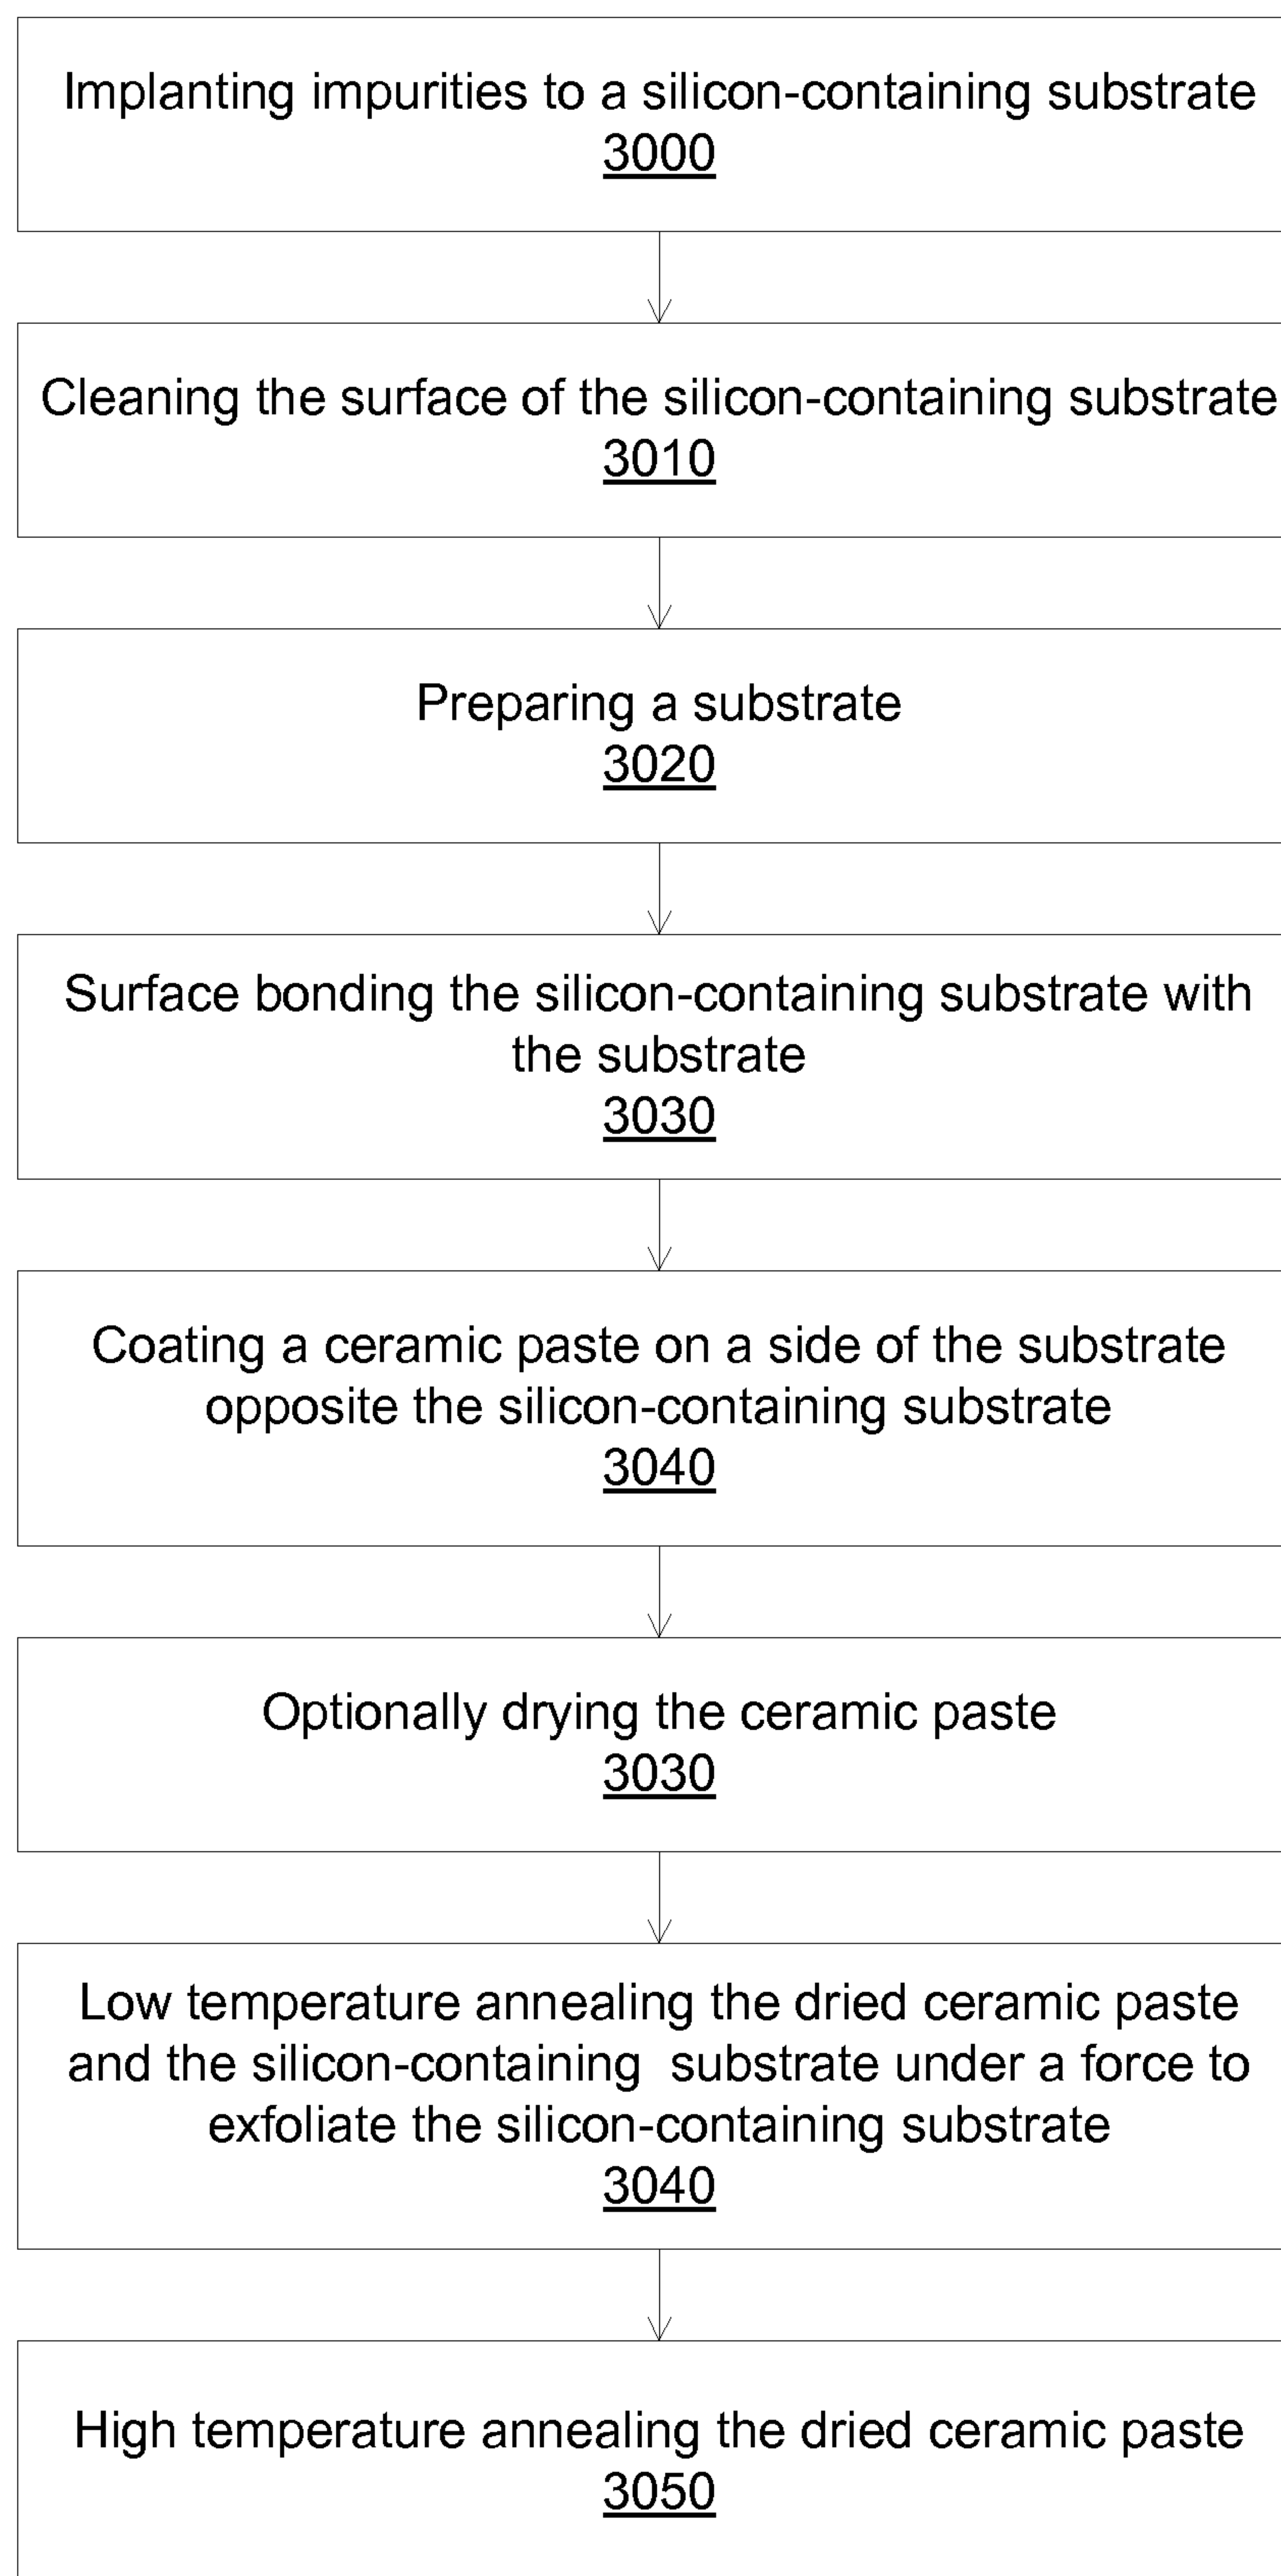 Implanting impurities to a silicon-containing substrate
3000
Cleaning the surface of the silicon-containing substrate
3010
Preparing a substrate
3020
Surface bonding the silicon-containing substrate with
the substrate
3030
Coating a ceramic paste on a side of the substrate
opposite the silicon-containing substrate
3040
Optionally drying the ceramic paste
3030
Low temperature annealing the dried ceramic paste
and the silicon-containing  substrate under a force to
exfoliate the silicon-containing substrate
3040
High temperature annealing the dried ceramic paste
3050